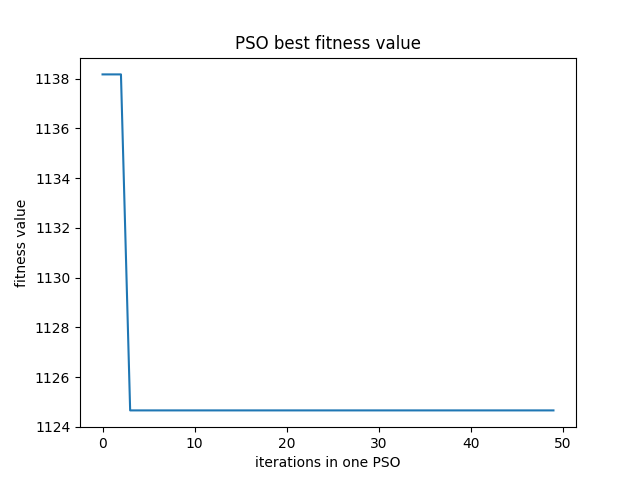 PSO best fitness value
1138
1136
1134
1132
1130
1128
1126
1124
fitness value
0 10 20 30 40 50
iterations in one PSO